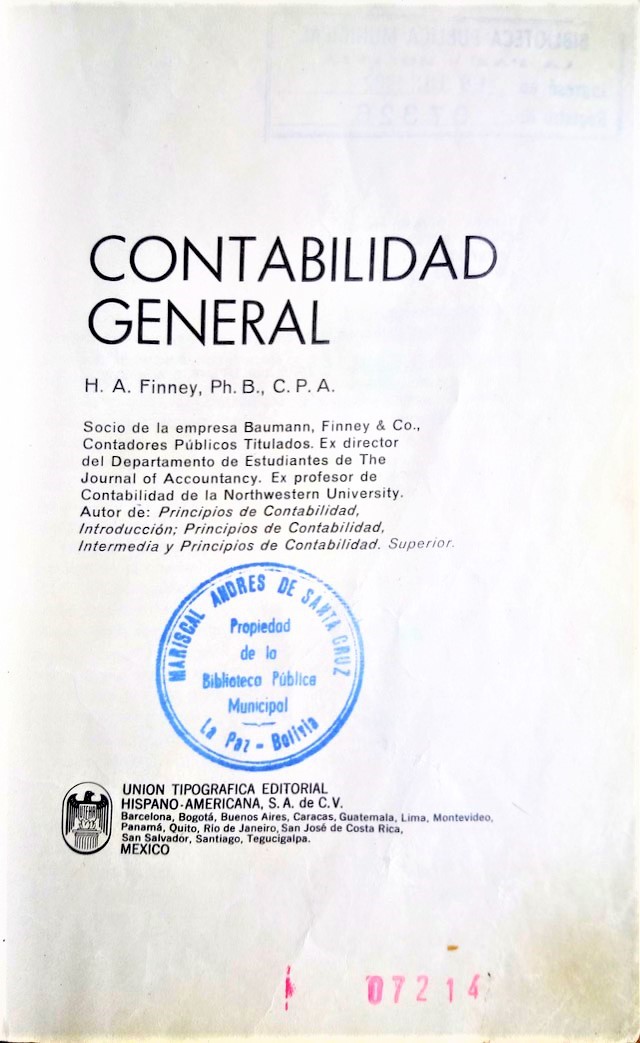 CONTABILIDAD
GENERAL
H. A. Finney, Ph. B., C. P. A.
Socio de la empresa Baumann, Finney & Co.,
Contadores Públicos Titulados. Ex director
del Departamento de Estudiantes de The
Journal of Accountancy. Ex profesor de
Contabilidad de la Northwestern University.
Autor de: Principios de Contabilidad,
Introducción; Principios de Contabilidad,
Intermedia y Principios de Contabilidad. Superior.
MARISCAL ANDRES DE SANTA CRUZ
Propiedad
de la
Biblioteca Pública
Municipal
La Paz - Bolivia
UNION TIPOGRAFICA EDITORIAL
HISPANO-AMERICANA, S. A. de C. V.
Barcelona, Bogotá, Buenos Aires, Caracas, Guatemala, Lima, Montevideo,
Panamá, Quito, Rio de Janeiro, San José de Costa Rica,
San Salvador, Santiago, Tegucigalpa.
MEXICO
UTEHA
07214